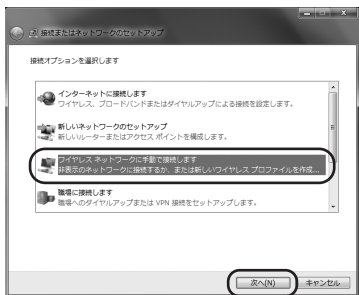 接続またはネットワークのセットアップ
接続オプションを選択します
インターネットに接続します
ワイヤレス、ブロードバンドまたはダイヤルアップによる接続を設定します。
新しいネットワークのセットアップ
新しいルーターまたはアクセス ポイントを構成します。
ワイヤレス ネットワークに手動で接続します
非表示のネットワークに接続するか、または新しいワイヤレス プロファイルを作成...
職場に接続します
職場へのダイヤルアップまたは VPN 接続をセットアップします。
次へ(N)
キャンセル